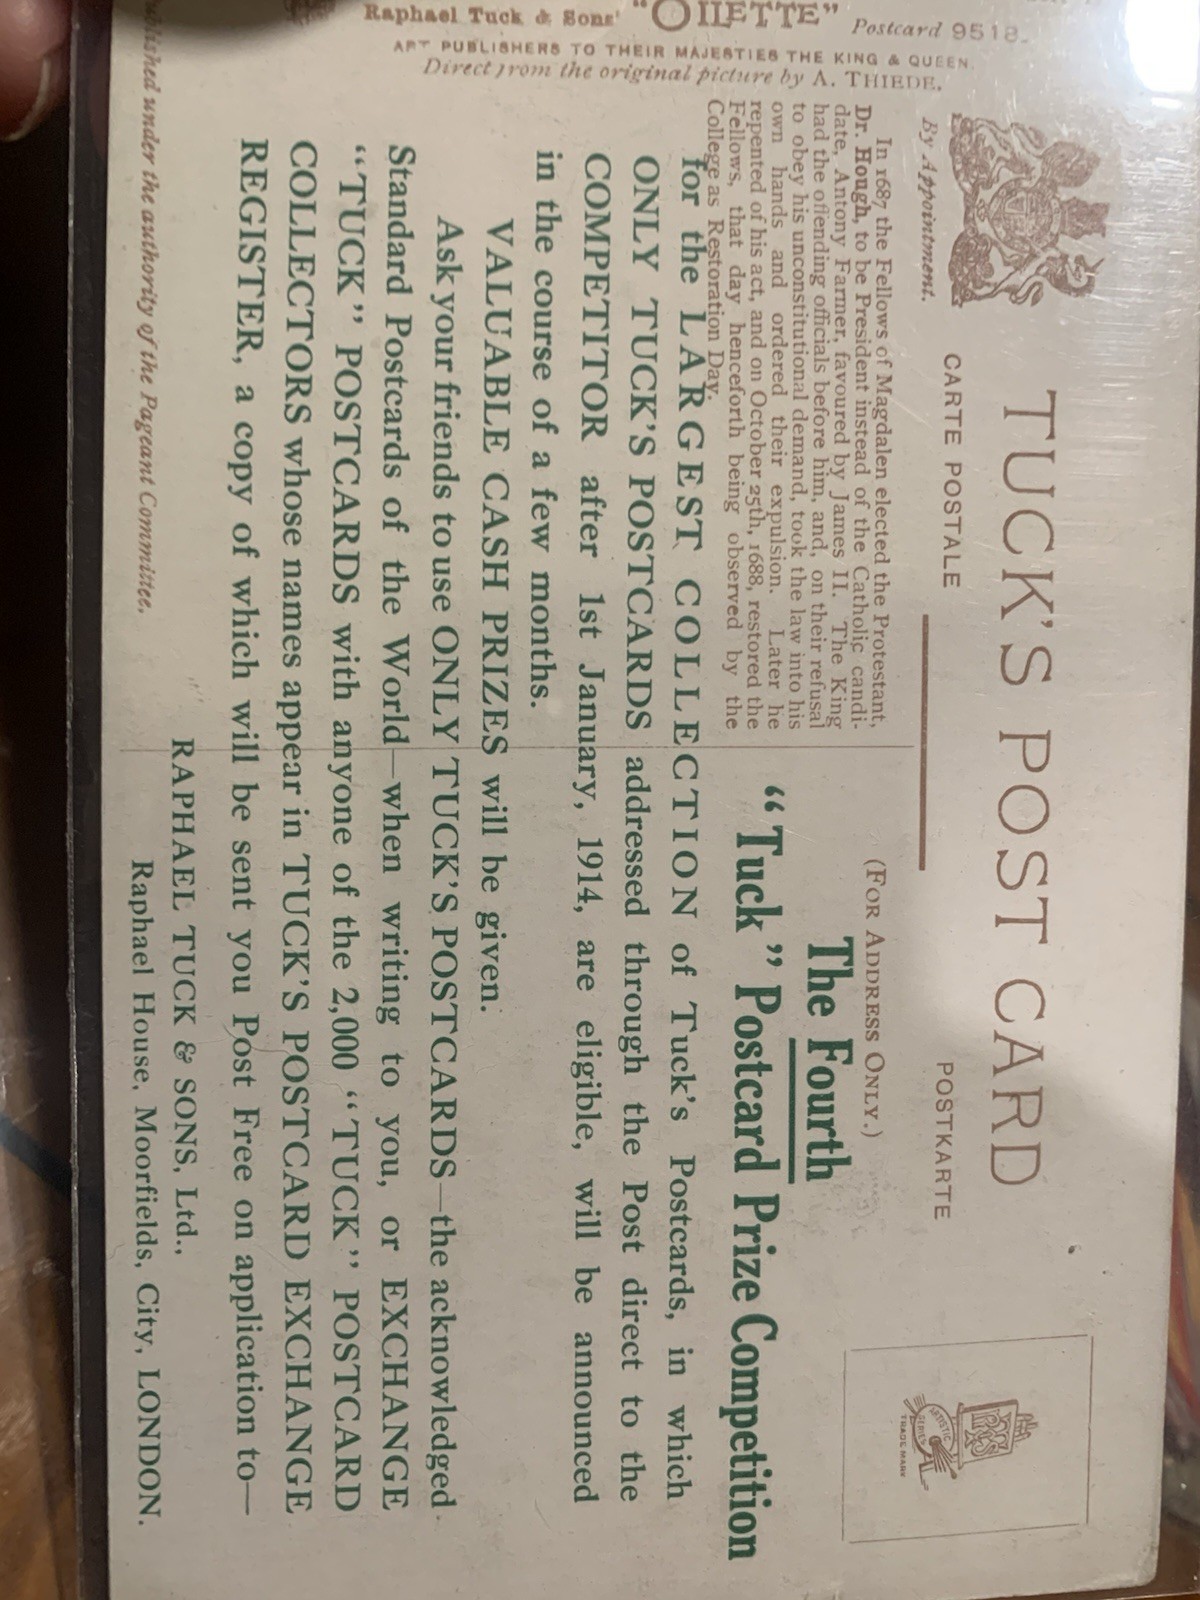 TUCK'S POST CARD
CARTE POSTALE
POSTKARTE
By Appointment.
(FOR ADDRESS ONLY.)
In 1687 the Fellows of Magdalen elected the Protestant,
Dr. Hough, to be President instead of the Catholic candi-
date, Antony Farmer, favoured by James II. The King
had the offending officials before him, and, on their refusal
to obey his unconstitutional demand, took the law into his
own hands and ordered their expulsion. Later he
repented of his act, and on October 25th, 1688, restored the
Fellows, that day henceforth being observed by the
College as Restoration Day.
The Fourth
"Tuck" Postcard Prize Competition
for the LARGEST COLLECTION of Tuck's Postcards, in which
ONLY TUCK'S POSTCARDS addressed through the Post direct to the
COMPETITOR after 1st January, 1914, are eligible, will be announced
in the course of a few months.
VALUABLE CASH PRIZES will be given.
Ask your friends to use ONLY TUCK'S POSTCARDS—the acknowledged
Standard Postcards of the World—when writing to you, or EXCHANGE
"TUCK" POSTCARDS with anyone of the 2,000 "TUCK" POSTCARD
COLLECTORS whose names appear in TUCK'S POSTCARD EXCHANGE
REGISTER, a copy of which will be sent you Post Free on application to—
RAPHAEL TUCK & SONS, Ltd.,
Raphael House, Moorfields, City, LONDON.
Published under the authority of the Pageant Committee.
Raphael Tuck & Sons' "OILETTE" Postcard 9518.
ART PUBLISHERS TO THEIR MAJESTIES THE KING & QUEEN.
Direct from the original picture by A. THIEDE.
ARTISTIC
SERIES
TRADE MARK